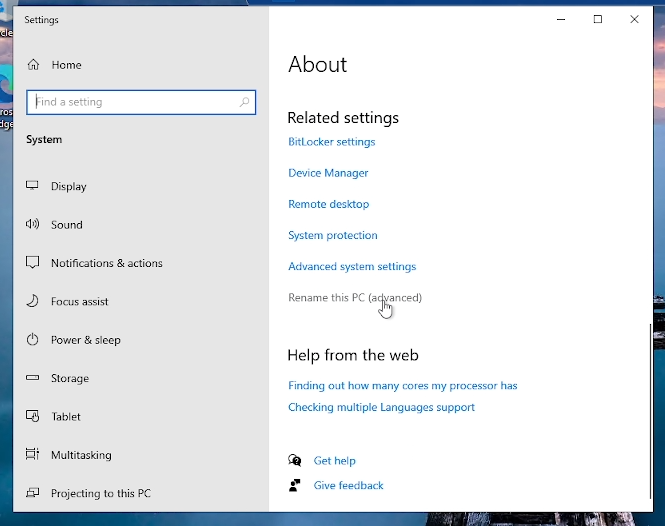 Settings
Home
Find a setting
System
Display
Sound
Notifications & actions
Focus assist
Power & sleep
Storage
Tablet
Multitasking
Projecting to this PC
About
Related settings
BitLocker settings
Device Manager
Remote desktop
System protection
Advanced system settings
Rename this PC (advanced)
Help from the web
Finding out how many cores my processor has
Checking multiple Languages support
Get help
Give feedback